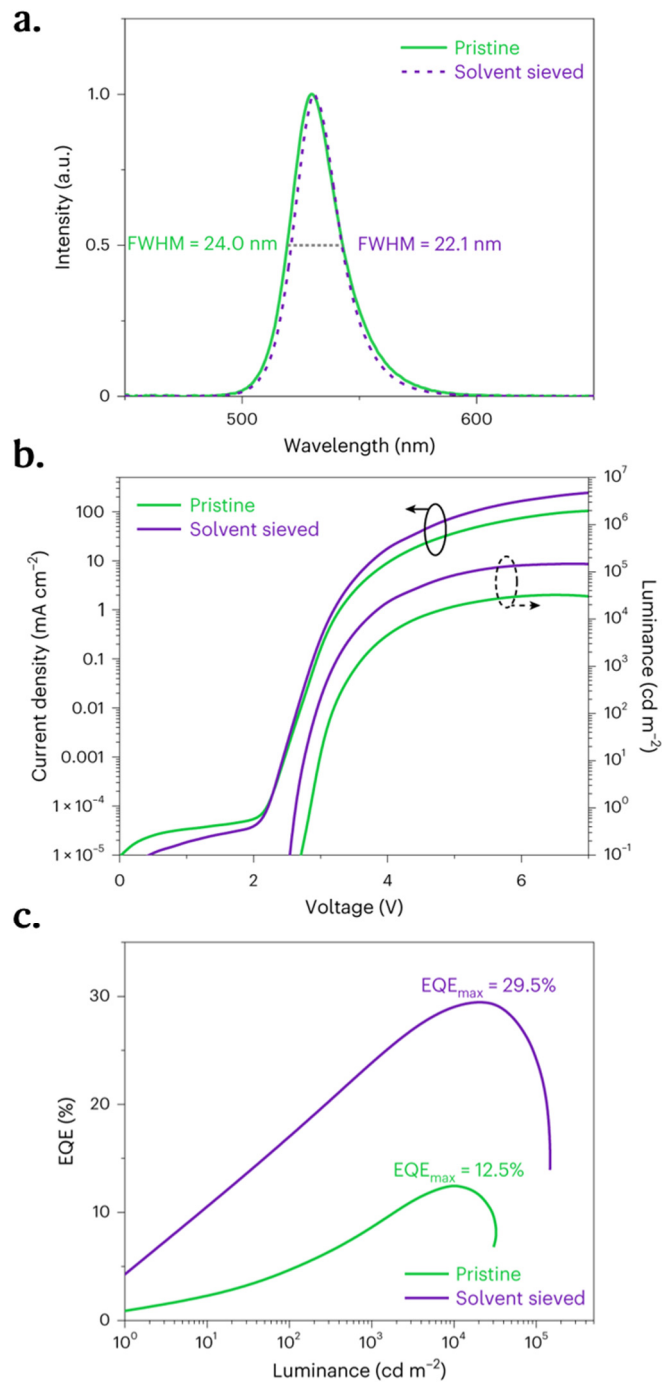 a.
Pristine
Solvent sieved
1.0
0.5
0
FWHM = 24.0 nm
FWHM = 22.1 nm
Intensity (a.u.)
500
600
Wavelength (nm)
b.
Pristine
Solvent sieved
100
10
1
0.1
0.01
0.001
1 × 10⁻⁴
1 × 10⁻⁵
Current density (mA cm⁻²)
10⁷
10⁶
10⁵
10⁴
10³
10²
10¹
10⁰
10⁻¹
Luminance (cd m⁻²)
0
2
4
6
Voltage (V)
c.
EQEmax = 29.5%
EQEmax = 12.5%
30
20
10
0
EQE (%)
Pristine
Solvent sieved
10⁰
10¹
10²
10³
10⁴
10⁵
Luminance (cd m⁻²)